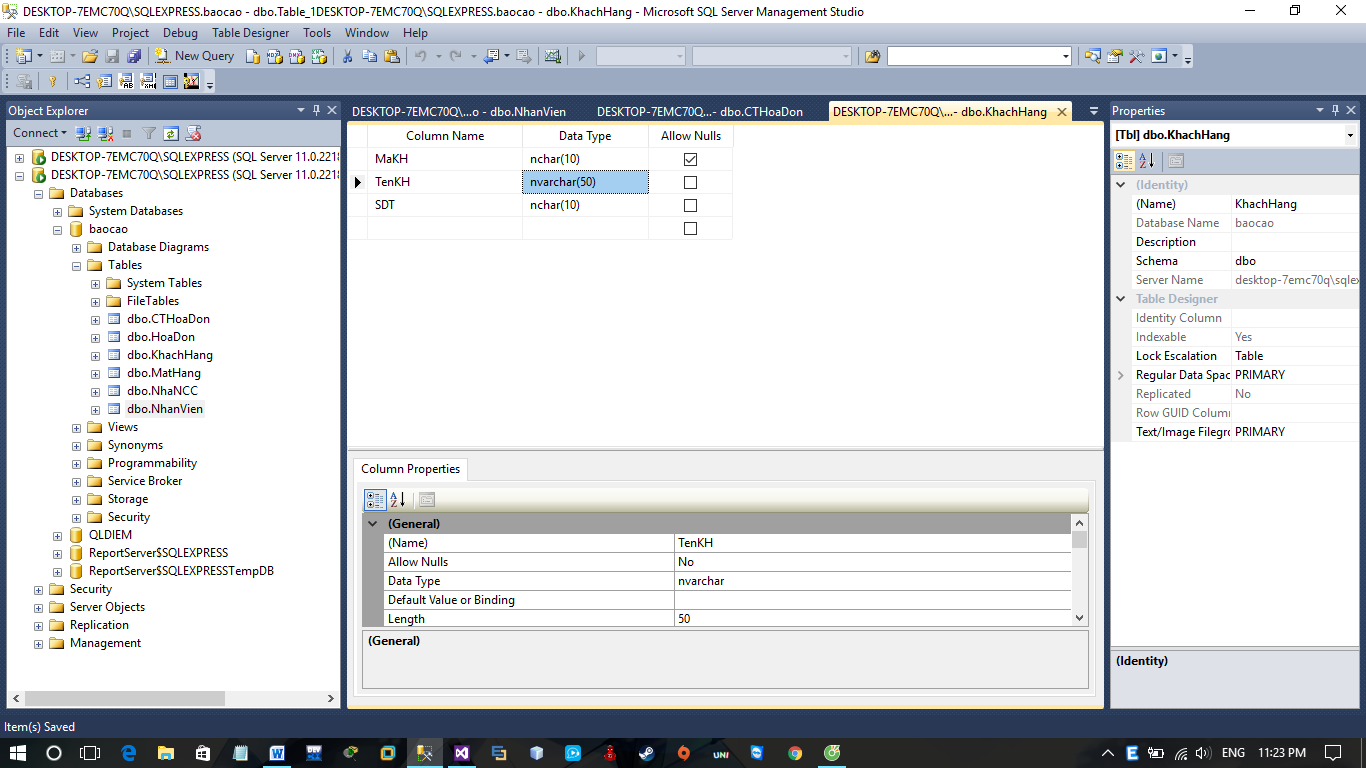 DESKTOP-7EMC70Q\SQLEXPRESS.baocao - dbo.Table_1DESKTOP-7EMC70Q\SQLEXPRESS.baocao - dbo.KhachHang - Microsoft SQL Server Management Studio
File Edit View Project Debug Table Designer Tools Window Help
New Query
Object Explorer
Connect
DESKTOP-7EMC70Q\SQLEXPRESS (SQL Server 11.0.2218
DESKTOP-7EMC70Q\SQLEXPRESS (SQL Server 11.0.2218
Databases
System Databases
baocao
Database Diagrams
Tables
System Tables
FileTables
dbo.CTHoaDon
dbo.HoaDon
dbo.KhachHang
dbo.MatHang
dbo.NhaNCC
dbo.NhanVien
Views
Synonyms
Programmability
Service Broker
Storage
Security
QLDIEM
ReportServer$SQLEXPRESS
ReportServer$SQLEXPRESSTempDB
Security
Server Objects
Replication
Management
DESKTOP-7EMC70Q\...o - dbo.NhanVien DESKTOP-7EMC70Q...- dbo.CTHoaDon DESKTOP-7EMC70Q\...- dbo.KhachHang
Column Name Data Type Allow Nulls
MaKH nchar(10)
TenKH nvarchar(50)
SDT nchar(10)
Column Properties
(General)
(Name) TenKH
Allow Nulls No
Data Type nvarchar
Default Value or Binding
Length 50
(General)
Properties
[Tbl] dbo.KhachHang
(Identity)
(Name) KhachHang
Database Name baocao
Description
Schema dbo
Server Name desktop-7emc70q\sqlex
Table Designer
Identity Column
Indexable Yes
Lock Escalation Table
Regular Data Spac PRIMARY
Replicated No
Row GUID Column
Text/Image Filegro PRIMARY
(Identity)
Item(s) Saved
UNI
ENG 11:23 PM